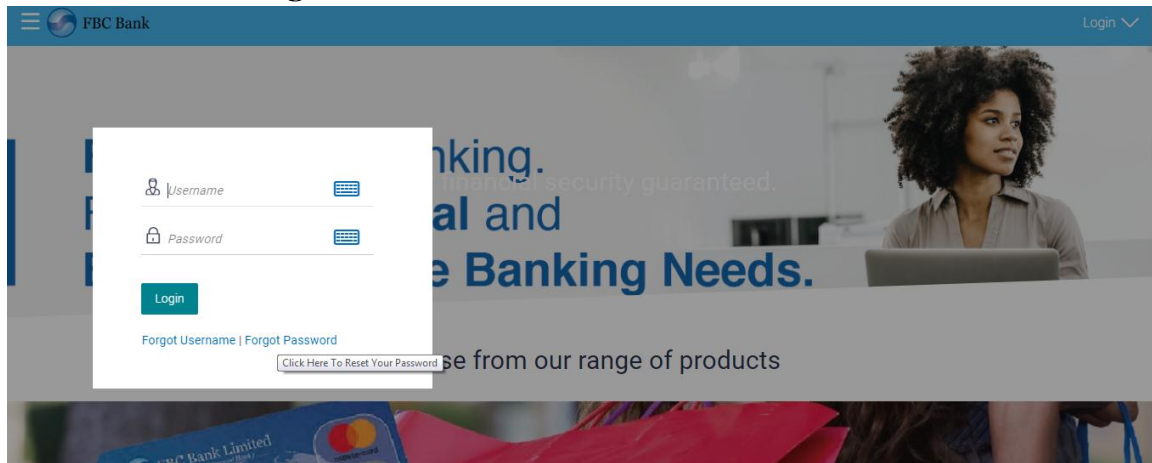 FBC Bank
Login
nking.
financial security guaranteed.
al and
e Banking Needs.
Username
Password
Login
Forgot Username | Forgot Password
Click Here To Reset Your Password
se from our range of products
FBC Bank Limited
mastercard